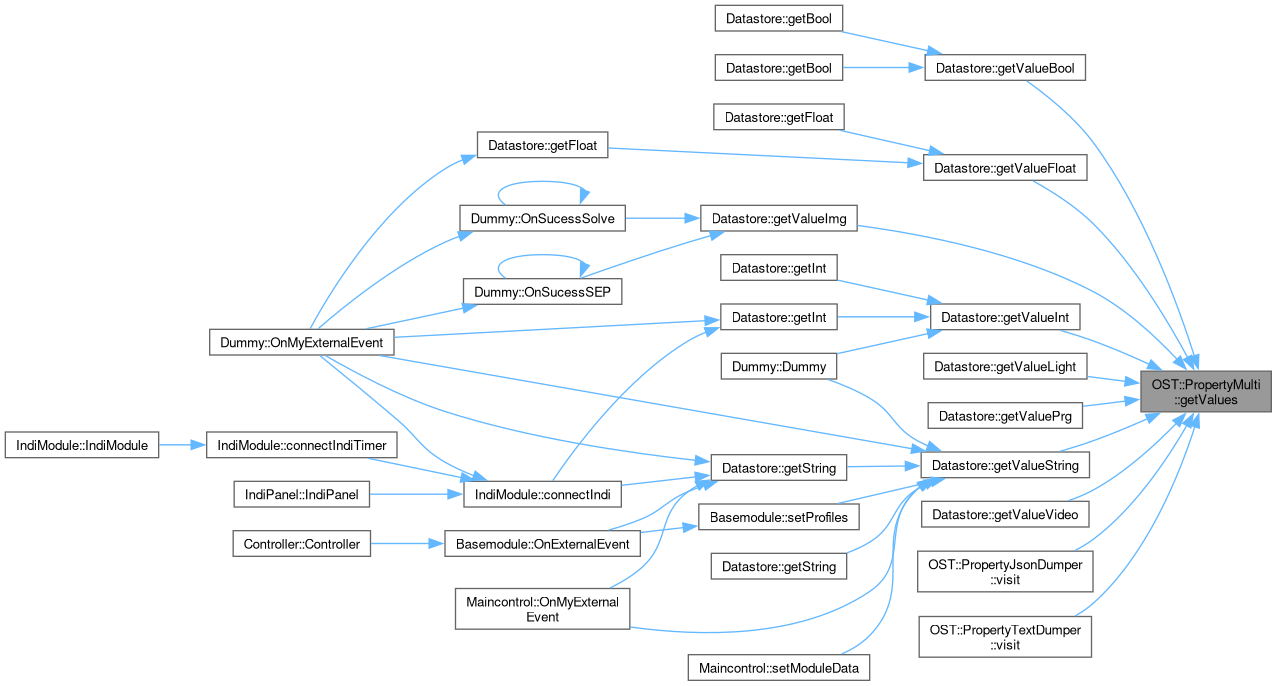 Datastore::getBool
Datastore::getBool
Datastore::getValueBool
Datastore::getFloat
Datastore::getFloat
Datastore::getValueFloat
Dummy::OnSucessSolve
Datastore::getValueImg
Dummy::OnSucessSEP
Datastore::getInt
Dummy::OnMyExternalEvent
Datastore::getInt
Datastore::getValueInt
Dummy::Dummy
Datastore::getValueLight
OST::PropertyMulti
::getValues
Datastore::getValuePrg
IndiModule::IndiModule
IndiModule::connectIndiTimer
Datastore::getString
Datastore::getValueString
IndiPanel::IndiPanel
IndiModule::connectIndi
Basemodule::setProfiles
Datastore::getValueVideo
Controller::Controller
Basemodule::OnExternalEvent
Datastore::getString
OST::PropertyJsonDumper
::visit
Maincontrol::OnMyExternal
Event
OST::PropertyTextDumper
::visit
Maincontrol::setModuleData